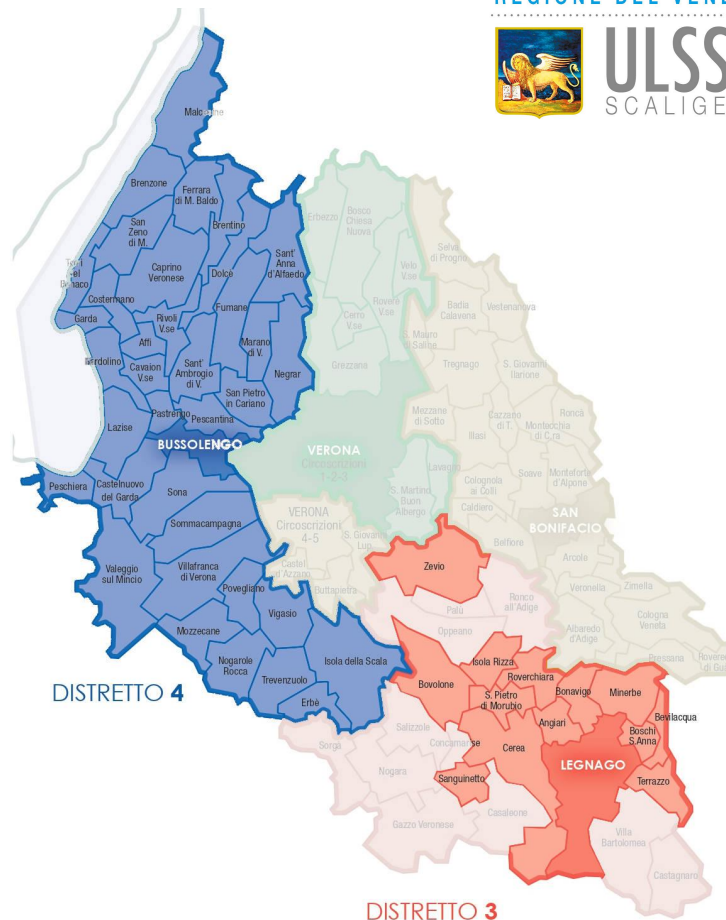 REGIONE DEL VENE
ULSS
SCALIGE
Brenzone
Ferrara
di M. Baldo
San
Zeno
di M.
Brentino
Sant'
Anna
d'Alfaedo
Caprino
Veronese
Dolcè
Costermano
Fumane
Garda
Rivoli
V.se
Affi
Marano
di V.
Cavaion
V.se
Sant'
Ambrogio
di V.
Negrar
San Pietro
in Cariano
Pastrengo
Pescantina
Lazise
BUSSOLENGO
Peschiera
Castelnuovo
del Garda
Sona
Sommacampagna
Valeggio
sul Mincio
Villafranca
di Verona
Povegliano
Vigasio
Mozzecane
Nogarole
Rocca
Trevenzuolo
Isola della Scala
Erbè
DISTRETTO 4
Erbezzo
Bosco
Chiesa
Nuova
Velo
V.se
Roverè
V.se
Cerro
V.se
Grezzana
VERONA
Circoscrizioni
1-2-3
Lavagno
S. Martino
Buon
Albergo
VERONA
Circoscrizioni
4-5
S. Giovanni
Lup.
Castel
d'Azzano
Buttapietra
Selva
di Progno
Badia
Calavena
Vestenanova
S. Mauro
di Saline
Tregnago
S. Giovanni
Ilarione
Mezzane
di Sotto
Cazzano
di T.
Roncà
Montecchia
di C.ra
Illasi
Colognola
ai Colli
Soave
Monteforte
d'Alpone
Caldiero
SAN
BONIFACIO
Belfiore
Arcole
Veronella
Zimella
Albaredo
d'Adige
Cologna
Veneta
Pressana
Zevio
Ronco
all'Adige
Palù
Oppeano
Isola Rizza
Roverchiara
Bovolone
S. Pietro
di Morubio
Bonavigo
Minerbe
Angiari
Bevilacqua
Boschi
S.Anna
Cerea
LEGNAGO
Terrazzo
Salizzole
Concamarise
Sorgà
Nogara
Sanguinetto
Gazzo Veronese
Casaleone
Villa
Bartolomea
Castagnaro
DISTRETTO 3